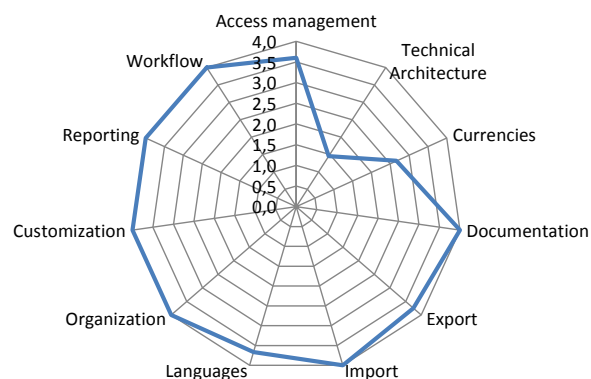 Access management
Technical
Architecture
Currencies
Documentation
Export
Import
Languages
Organization
Customization
Reporting
Workflow
4,0
3,5
3,0
2,5
2,0
1,5
1,0
0,5
0,0